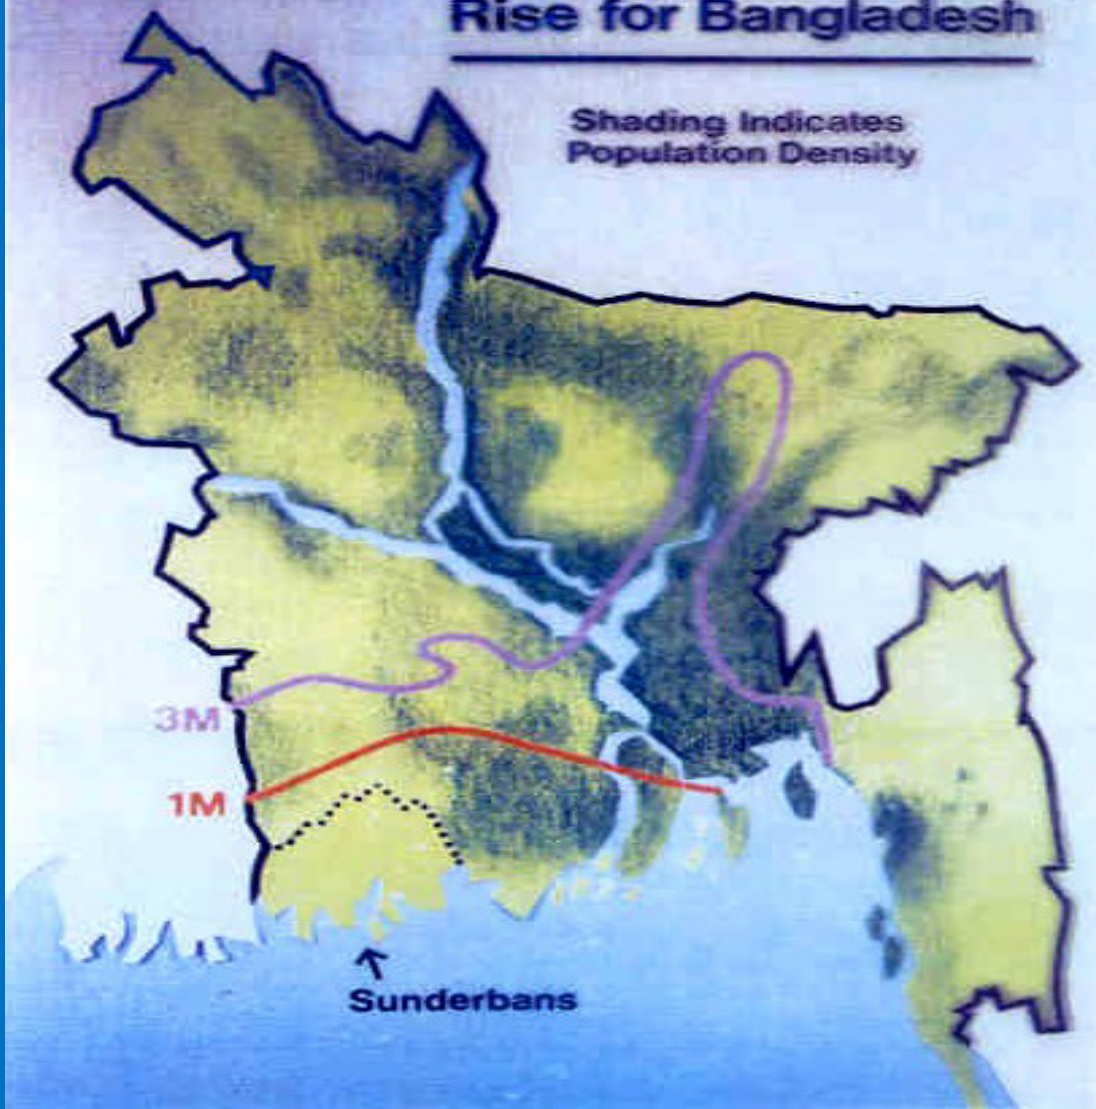 Rise for Bangladesh
Shading Indicates
Population Density
3M
1M
Sunderbans